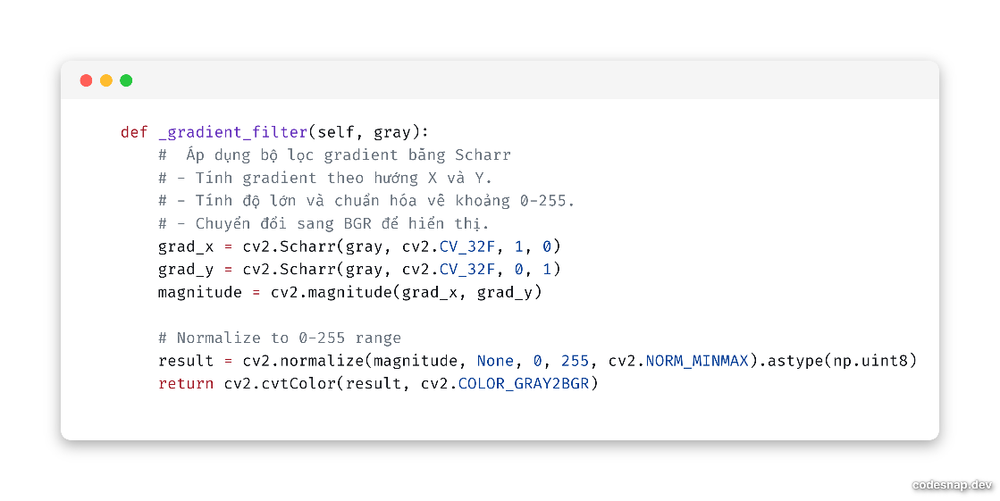 def _gradient_filter(self, gray):
#  Áp dụng bộ lọc gradient bằng Scharr
# - Tính gradient theo hướng X và Y.
# - Tính độ lớn và chuẩn hóa về khoảng 0-255.
# - Chuyển đổi sang BGR để hiển thị.
grad_x = cv2.Scharr(gray, cv2.CV_32F, 1, 0)
grad_y = cv2.Scharr(gray, cv2.CV_32F, 0, 1)
magnitude = cv2.magnitude(grad_x, grad_y)
# Normalize to 0-255 range
result = cv2.normalize(magnitude, None, 0, 255, cv2.NORM_MINMAX).astype(np.uint8)
return cv2.cvtColor(result, cv2.COLOR_GRAY2BGR)
codesnap.dev